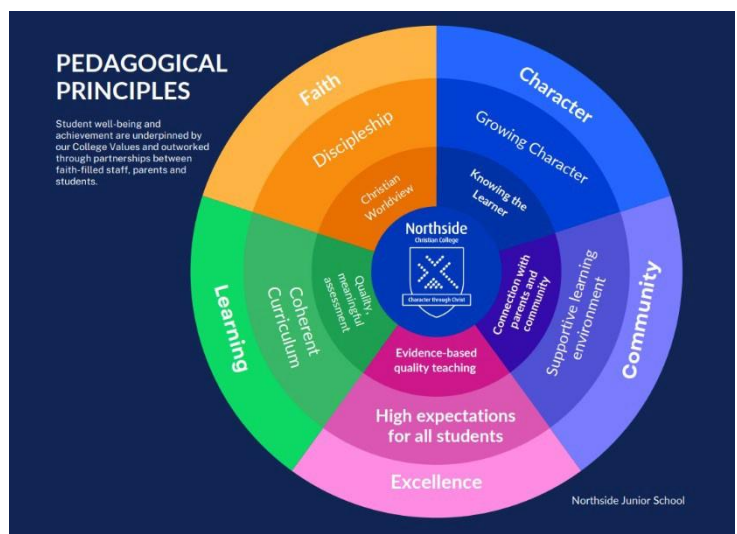 PEDAGOGICAL
PRINCIPLES
Student well-being and
achievement are underpinned by
our College Values and outworked
through partnerships between
faith-filled staff, parents and
students.
Faith
Discipleship
Christian
Worldview
Character
Growing Character
Knowing the
Learner
Community
Supportive learning
environment
Connection with
parents and
community
Excellence
High expectations
for all students
Evidence-based
quality teaching
Learning
Coherent
Curriculum
Quality,
meaningful
assessment
Northside
Christian College
Character through Christ
Northside Junior School